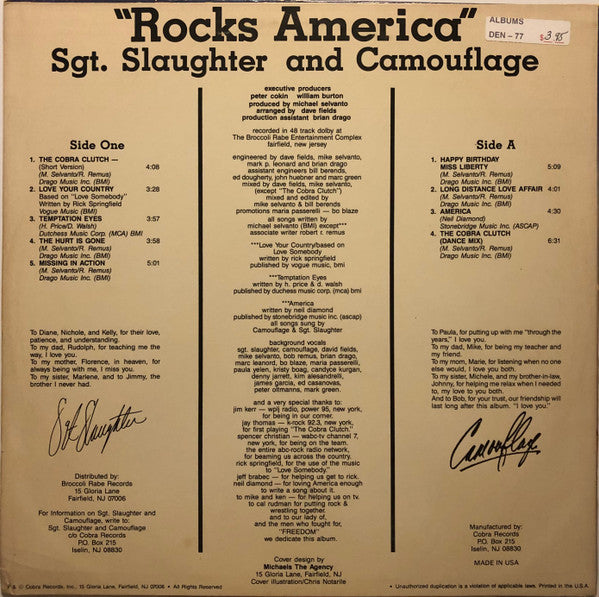 "Rocks America"
ALBUMS
DEN - 77 $3.95
Sgt. Slaughter and Camouflage
Side One
1. THE COBRA CLUTCH —
(Short Version) 4:08
(M. Selvanto/R. Remus)
Drago Music Inc. (BMI)
2. LOVE YOUR COUNTRY 3:28
Based on "Love Somebody"
Written by Rick Springfield
Vogue Music (BMI)
3. TEMPTATION EYES 3:57
(H. Price/D. Walsh)
Dutchess Music Corp. (MCA) BMI
4. THE HURT IS GONE 3:58
(M. Selvanto/R. Remus)
Drago Music Inc. (BMI)
5. MISSING IN ACTION 5:01
(M. Selvanto/R. Remus)
Drago Music Inc. (BMI)
To Diane, Nichole, and Kelly, for their love,
patience, and understanding.
To my dad, Rudolph, for teaching me the
way, I love you.
To my mother, Florence, in heaven, for
always being with me, I miss you.
To my sister, Marlene, and to Jimmy, the
brother I never had.
Sgt. Slaughter
Distributed by:
Broccoli Rabe Records
15 Gloria Lane,
Fairfield, NJ 07006
For Information on Sgt. Slaughter and
Camouflage, write to:
Sgt. Slaughter and Camouflage
c/o Cobra Records
P.O. Box 215
Iselin, NJ 08830
executive producers
peter cokin william burton
produced by michael selvanto
arranged by dave fields
production assistant brian drago
recorded in 48 track dolby at
The Broccoli Rabe Entertainment Complex
fairfield, new jersey
engineered by dave fields, mike selvanto,
mark p. leonard and brian drago
assistant engineers bill berends,
ed dougherty, john huebner and marc green
mixed by dave fields, mike selvanto,
(except "The Cobra Clutch")
mixed and edited by
mike selvanto & bill berends
promotions maria passerelli — bo blaze
all songs written by
michael selvanto (BMI) except***
associate writer robert r. remus
***Love Your Country/based on
Love Somebody
written by rick springfield
published by vogue music, bmi
***Temptation Eyes
written by h. price & d. walsh
published by duchess music corp. (mca) bmi
***America
written by neil diamond
published by stonebridge music inc. (ascap)
all songs sung by
Camouflage & Sgt. Slaughter
background vocals
sgt. slaughter, camouflage, david fields,
mike selvanto, bob remus, brian drago,
marc leanord, bo blaze, maria passerelli,
paula yelen, kristy boag, candyce kurgan,
denny jarrett, kim alesendrelli,
james garcia, ed casanovas,
peter oltmanns, mark green.
and a very special thanks to:
jim kerr — wplj radio power, 95, new york,
for being in our corner.
jay thomas — k-rock 92.3, new york,
for first playing "The Cobra Clutch."
spencer christian — wabc-tv channel 7,
new york, for being on the team.
the entire abc-rock radio network,
for beaming us across the country.
rick springfield, for the use of the music
to "Love Somebody."
jeff brabec — for helping us get to rick.
neil diamond — for loving America enough
to write a song about it.
to mike and ken — for helping us on tv.
to cal rudman for putting rock &
wrestling together.
and to our lady of,
and the men who fought for,
"FREEDOM"
we dedicate this album.
Cover design by
Michaels The Agency
15 Gloria Lane, Fairfield, NJ
Cover illustration/Chris Notarile
Side A
1. HAPPY BIRTHDAY
MISS LIBERTY 5:09
(M. Selvanto/R. Remus)
Drago Music Inc. (BMI)
2. LONG DISTANCE LOVE AFFAIR 4:01
(M. Selvanto/R. Remus)
Drago Music Inc. (BMI)
3. AMERICA 4:30
(Neil Diamond)
Stonebridge Music Inc. (ASCAP)
4. THE COBRA CLUTCH
(DANCE MIX) 6:31
(M. Selvanto/R. Remus)
Drago Music Inc. (BMI)
To Paula, for putting up with me "through the
years," I love you.
To my dad, Mike, for being my teacher and
my friend.
To my mom, Marie, for listening when no one
else would, I love you both.
To my sister, Michele, and my brother-in-law,
Johnny, for helping me relax when I needed
to, my love to you both.
And to Bob, for your trust, our friendship will
last long after this album. "I love you."
Camouflage
Manufactured by:
Cobra Records
P.O. Box 215
Iselin, NJ 08830
MADE IN USA
© Cobra Records, Inc., 15 Gloria Lane, Fairfield, NJ 07006 • All Rights Reserved
• Unauthorized duplication is a violation of applicable laws. Printed in the U.S.A.